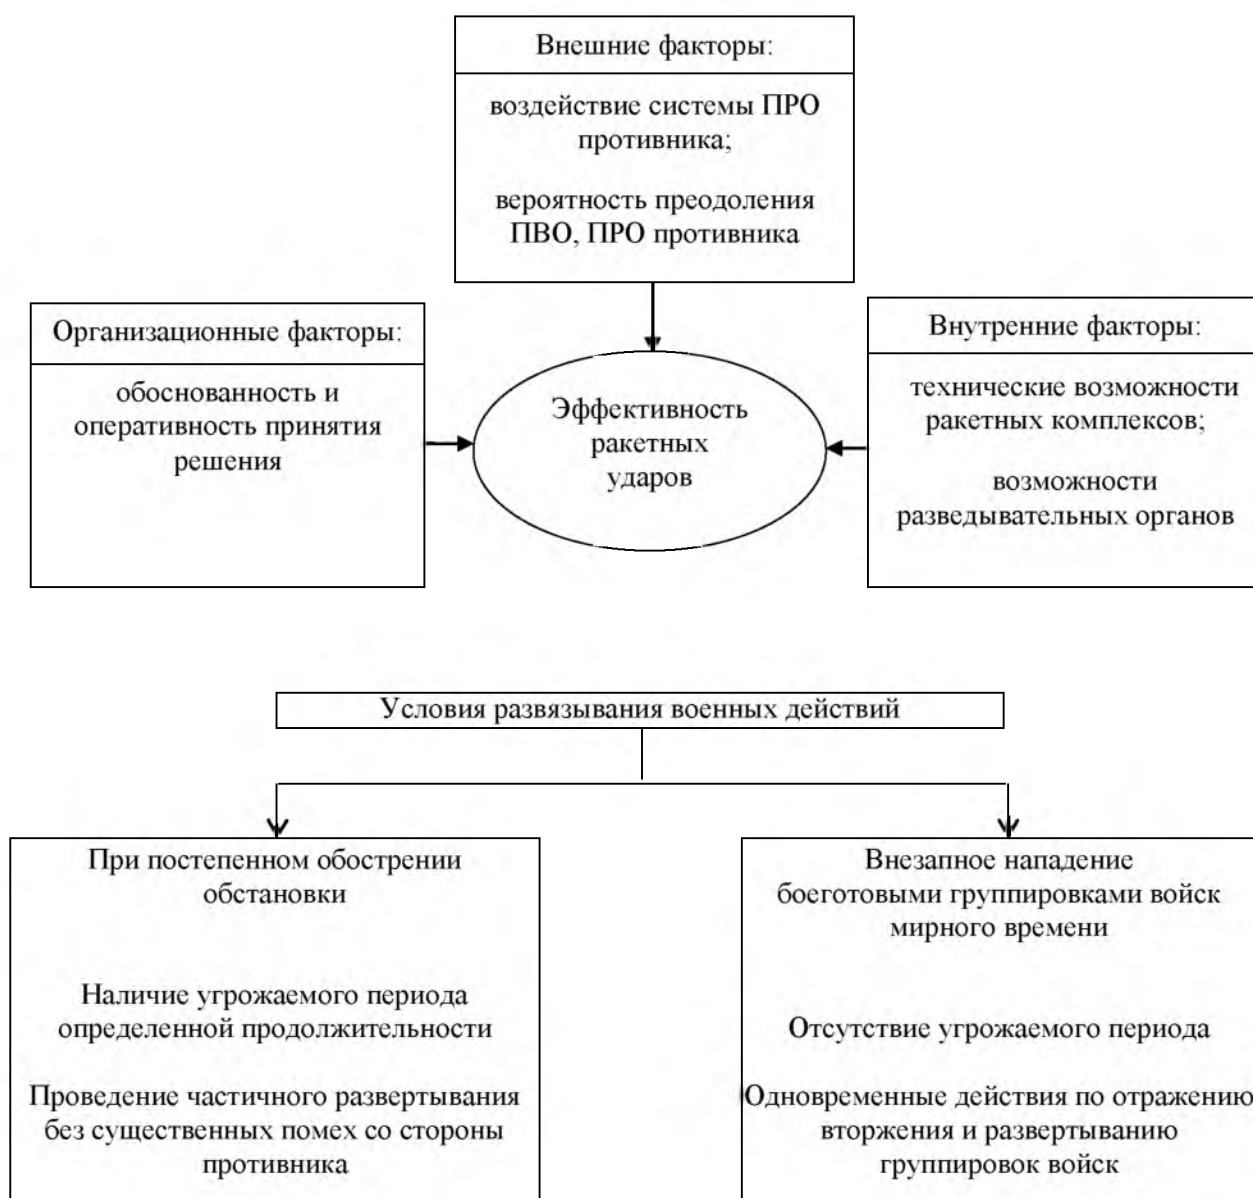 Внешние факторы:
воздействие системы ПРО
противника;
вероятность преодоления
ПВО, ПРО противника
Организационные факторы:
обоснованность и
оперативность принятия
решения
Эффективность
ракетных
ударов
Внутренние факторы:
технические возможности
ракетных комплексов;
возможности
разведывательных органов
Условия развязывания военных действий
При постепенном обострении
обстановки
Наличие угрожаемого периода
определенной продолжительности
Проведение частичного развертывания
без существенных помех со стороны
противника
Внезапное нападение
боеготовыми группировками войск
мирного времени
Отсутствие угрожаемого периода
Одновременные действия по отражению
вторжения и развертыванию
группировок войск